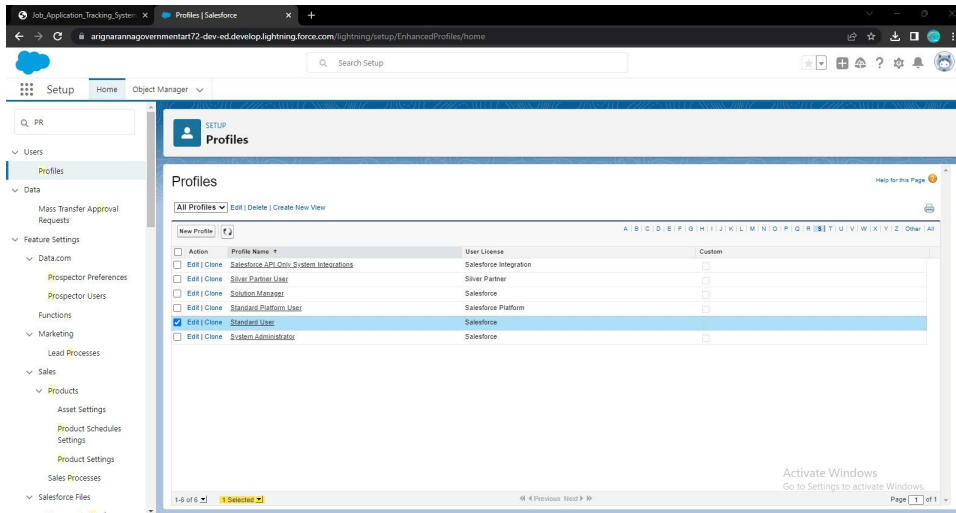 Job_Application_Tracking_System
Profiles | Salesforce
arignarannagovernmentart72-dev-ed.develop.lightning.force.com/lightning/setup/EnhancedProfiles/home
Search Setup
Setup
Home
Object Manager
PR
Users
Profiles
Data
Mass Transfer Approval
Requests
Feature Settings
Data.com
Prospector Preferences
Prospector Users
Functions
Marketing
Lead Processes
Sales
Products
Asset Settings
Product Schedules
Settings
Product Settings
Sales Processes
Salesforce Files
SETUP
Profiles
Profiles
Help for this Page
All Profiles Edit | Delete | Create New View
New Profile
A | B | C | D | E | F | G | H | I | J | K | L | M | N | O | P | Q | R | S | T | U | V | W | X | Y | Z | Other | All
Action Profile Name User License Custom
Edit | Clone Salesforce API Only System Integrations Salesforce Integration
Edit | Clone Silver Partner User Silver Partner
Edit | Clone Solution Manager Salesforce
Edit | Clone Standard Platform User Salesforce Platform
Edit | Clone Standard User Salesforce
Edit | Clone System Administrator Salesforce
Activate Windows
Go to Settings to activate Windows.
1-6 of 6 1 Selected Previous Next Page 1 of 1